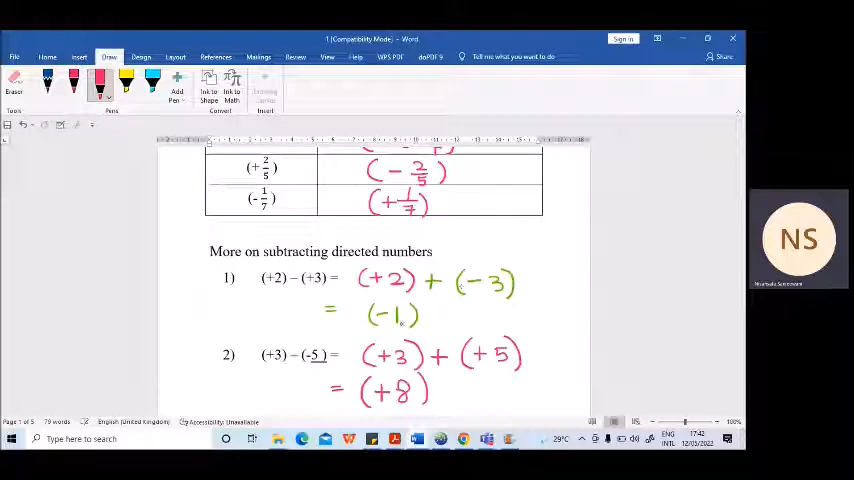 1 [Compatibility Mode] - Word
Sign in
File Home Insert Draw Design Layout References Mailings Review View Help WPS PDF doPDF 9 Tell me what you want to do
Share
Eraser
Add Pen
Ink to Shape
Ink to Math
Drawing Canvas
Tools Pens Convert Insert
(+ 2/5) (- 2/5)
(- 1/7) (+ 1/7)
More on subtracting directed numbers
1) (+2) – (+3) = (+2) + (-3)
= (-1)
2) (+3) – (-5 ) = (+3) + (+5)
= (+8)
NS
Page 1 of 5 79 words English (United Kingdom) Accessibility: Unavailable 100%
Type here to search
29°C
ENG INTL
17:42
12/05/2022